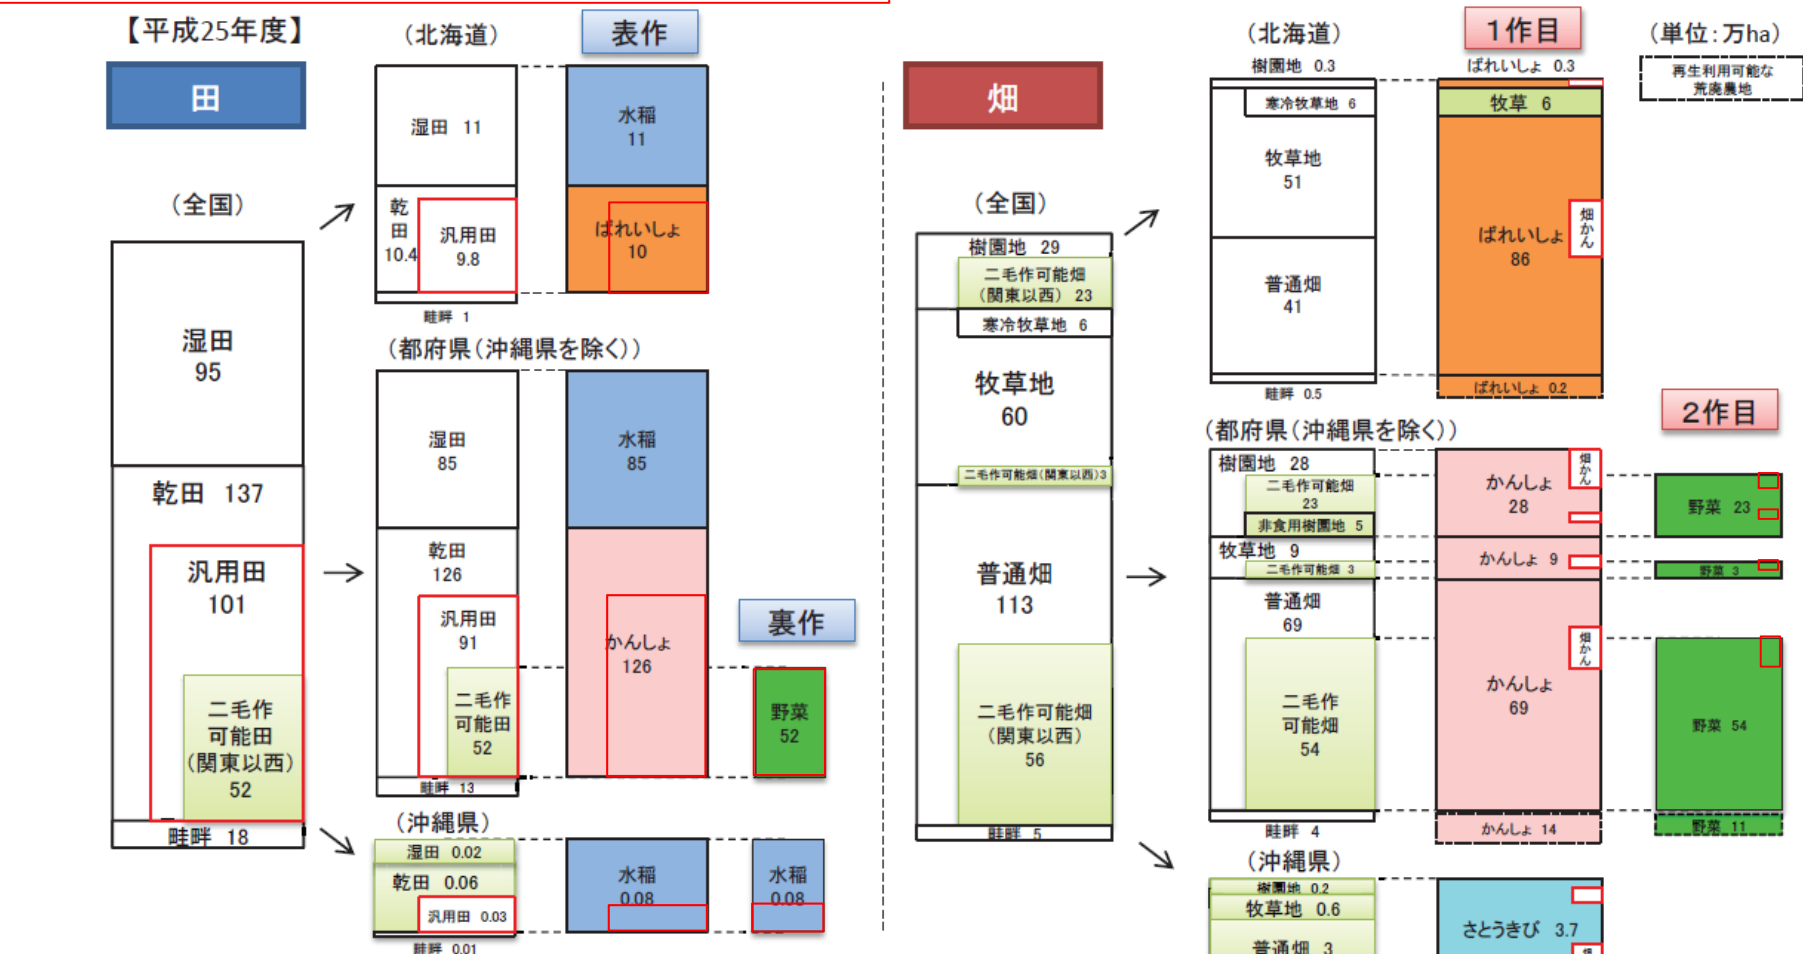 【平成25年度】
田
（全国）
湿田
95
乾田 137
汎用田
101
二毛作
可能田
（関東以西）
52
畦畔 18
（北海道）
表作
湿田 11
乾
田
10.4
汎用田
9.8
畦畔 1
水稲
11
ばれいしょ
10
（都府県（沖縄県を除く））
湿田
85
乾田
126
汎用田
91
二毛作
可能田
52
畦畔 13
水稲
85
かんしょ
126
裏作
野菜
52
（沖縄県）
湿田 0.02
乾田 0.06
汎用田 0.03
畦畔 0.01
水稲
0.08
水稲
0.08
畑
（全国）
樹園地 29
二毛作可能畑
（関東以西） 23
寒冷牧草地 6
牧草地
60
二毛作可能畑（関東以西）3
普通畑
113
二毛作可能畑
（関東以西）
56
畦畔 5
（北海道）
樹園地 0.3
寒冷牧草地 6
牧草地
51
普通畑
41
畦畔 0.5
1作目
ばれいしょ 0.3
牧草 6
畑かん
ばれいしょ
86
ばれいしょ 0.2
（単位：万ha）
再生利用可能な
荒廃農地
（都府県（沖縄県を除く））
樹園地 28
二毛作可能畑
23
非食用樹園地 5
牧草地 9
二毛作可能畑 3
普通畑
69
二毛作
可能畑
54
畦畔 4
畑かん
かんしょ
28
かんしょ 9
畑かん
かんしょ
69
かんしょ 14
2作目
野菜 23
野菜 3
野菜 54
野菜 11
（沖縄県）
樹園地 0.2
牧草地 0.6
普通畑 3
さとうきび 3.7